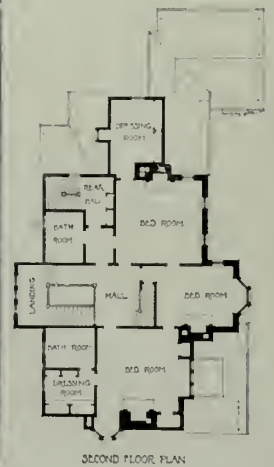 DRESSING
ROOM
REAR
HALL
BATH
ROOM
BED ROOM
LANDING
HALL
BED ROOM
BATH ROOM
BED ROOM
DRESSING
ROOM
SECOND FLOOR PLAN